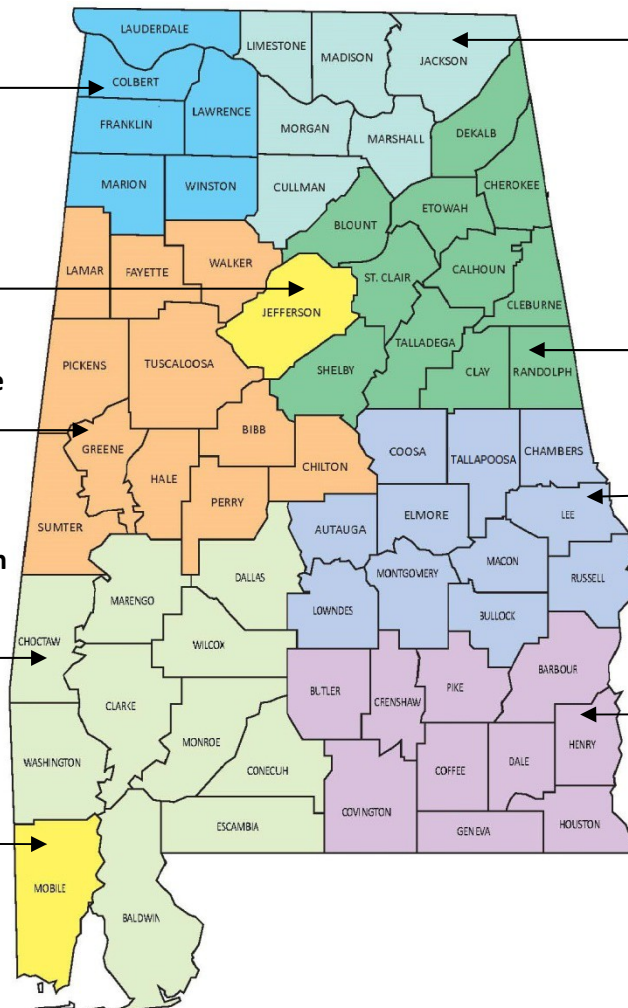 LAUDERDALE
LIMESTONE
MADISON
JACKSON
COLBERT
LAWRENCE
FRANKLIN
MORGAN
MARSHALL
DEKALB
MARION
WINSTON
CULLMAN
CHEROKEE
ETOWAH
BLOUNT
WALKER
LAMAR
FAYETTE
ST. CLAIR
CALHOUN
CLEBURNE
JEFFERSON
TALLADEGA
PICKENS
TUSCALOOSA
SHELBY
CLAY
RANDOLPH
e
BIBB
GREENE
COOSA
TALLAPOOSA
CHAMBERS
HALE
CHILTON
PERRY
SUMTER
AUTAUGA
ELMORE
LEE
n
DALLAS
MONTGOMERY
MACON
RUSSELL
MARENGO
LOWNDES
BULLOCK
CHOCTAW
WILCOX
BARBOUR
BUTLER
CRENSHAW
PIKE
CLARKE
MONROE
HENRY
WASHINGTON
CONECUH
COFFEE
DALE
COVINGTON
ESCAMBIA
GENEVA
HOUSTON
MOBILE
BALDWIN